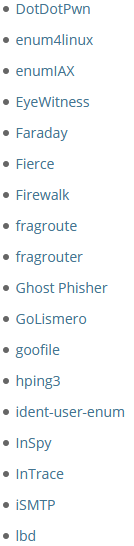 DotDotPwn
enum4linux
enumIAX
EyeWitness
Faraday
Fierce
Firewalk
fragroute
fragrouter
Ghost Phisher
GoLismero
goofile
hping3
ident-user-enum
InSpy
InTrace
iSMTP
lbd